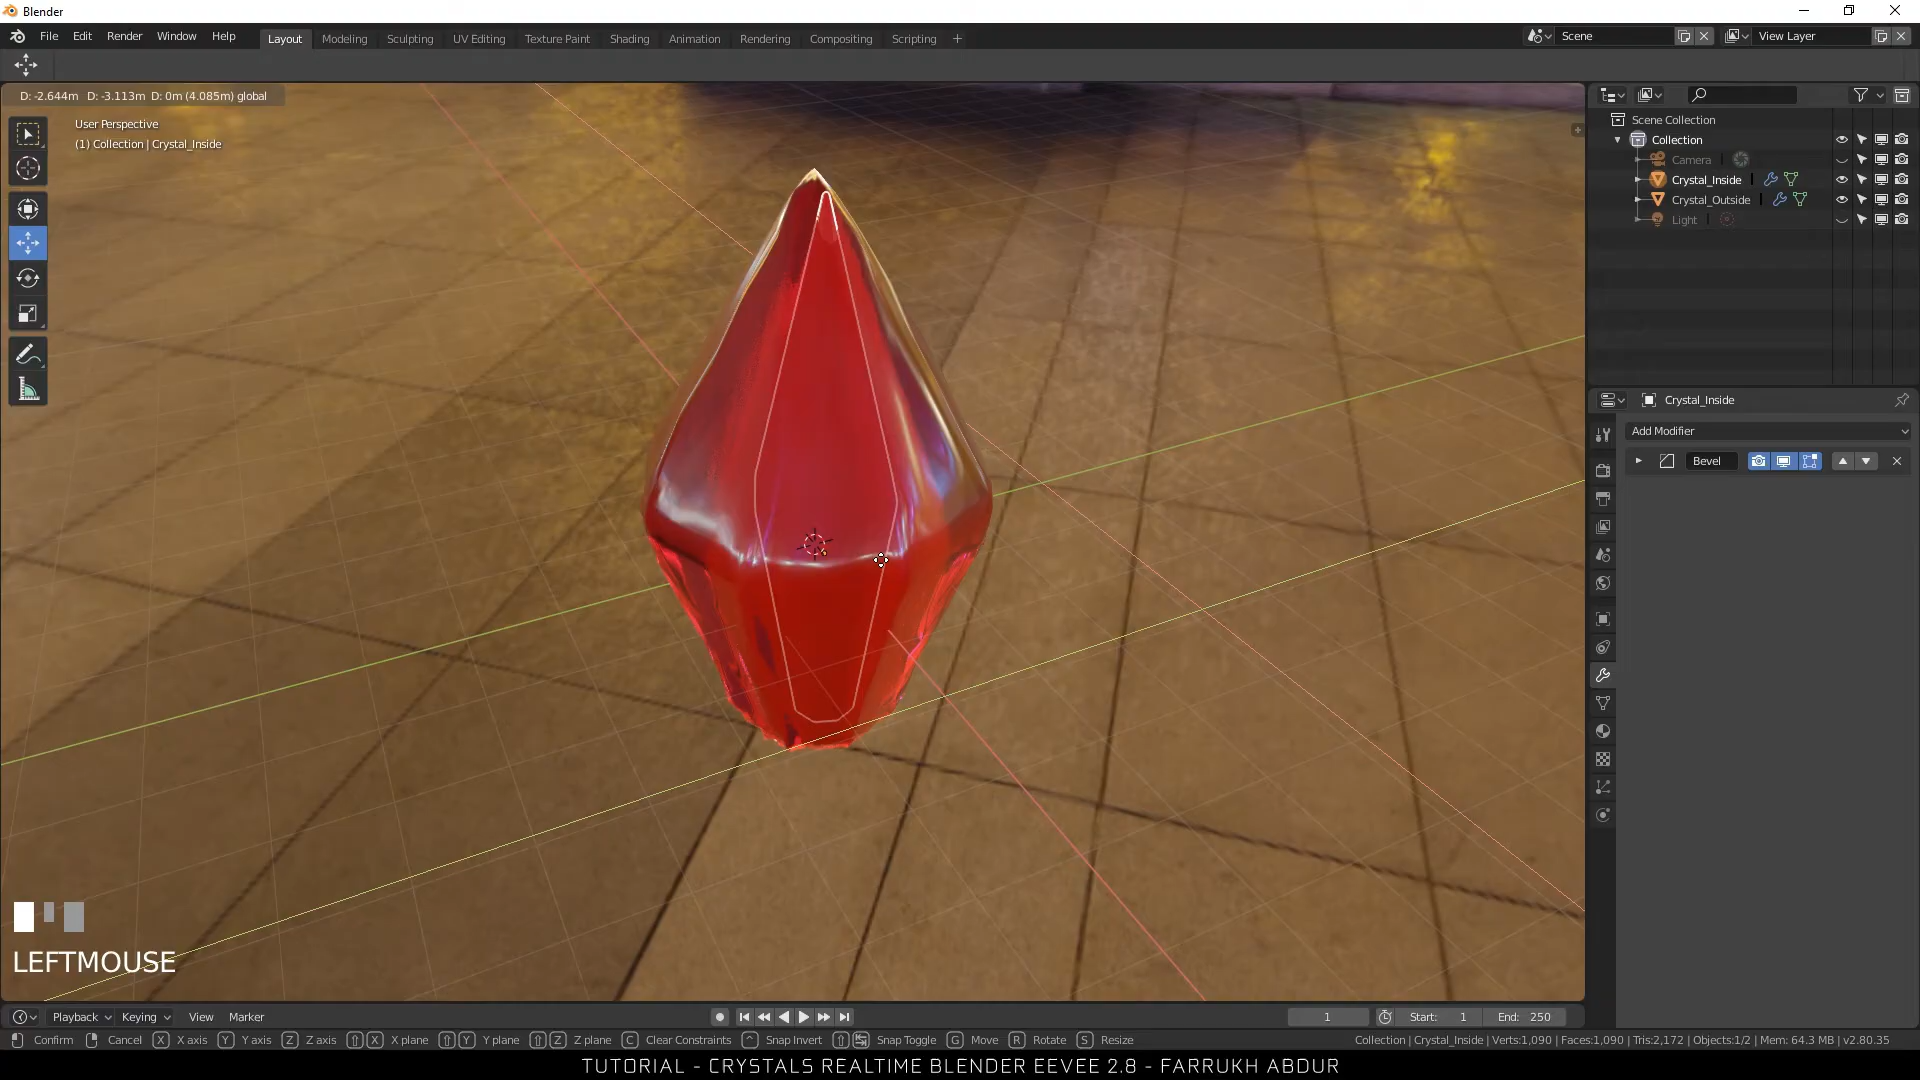 Blender
File Edit Render Window Help
Layout Modeling Sculpting UV Editing Texture Paint Shading Animation Rendering Compositing Scripting +
Scene
View Layer
D: -2.644m D: -3.113m D: 0m (4.085m) global
User Perspective
(1) Collection | Crystal_Inside
Scene Collection
Collection
Camera
Crystal_Inside
Crystal_Outside
Light
Crystal_Inside
Add Modifier
Bevel
LEFTMOUSE
Playback Keying View Marker
1 Start: 1 End: 250
Confirm Cancel X X axis Y Y axis Z Z axis X X plane Y Y plane Z Z plane C Clear Constraints ^ Snap Invert Snap Toggle G Move R Rotate S Resize
Collection | Crystal_Inside | Verts:1,090 | Faces:1,090 | Tris:2,172 | Objects:1/2 | Mem: 64.3 MB | v2.80.35
TUTORIAL - CRYSTALS REALTIME BLENDER EEVEE 2.8 - FARRUKH ABDUR